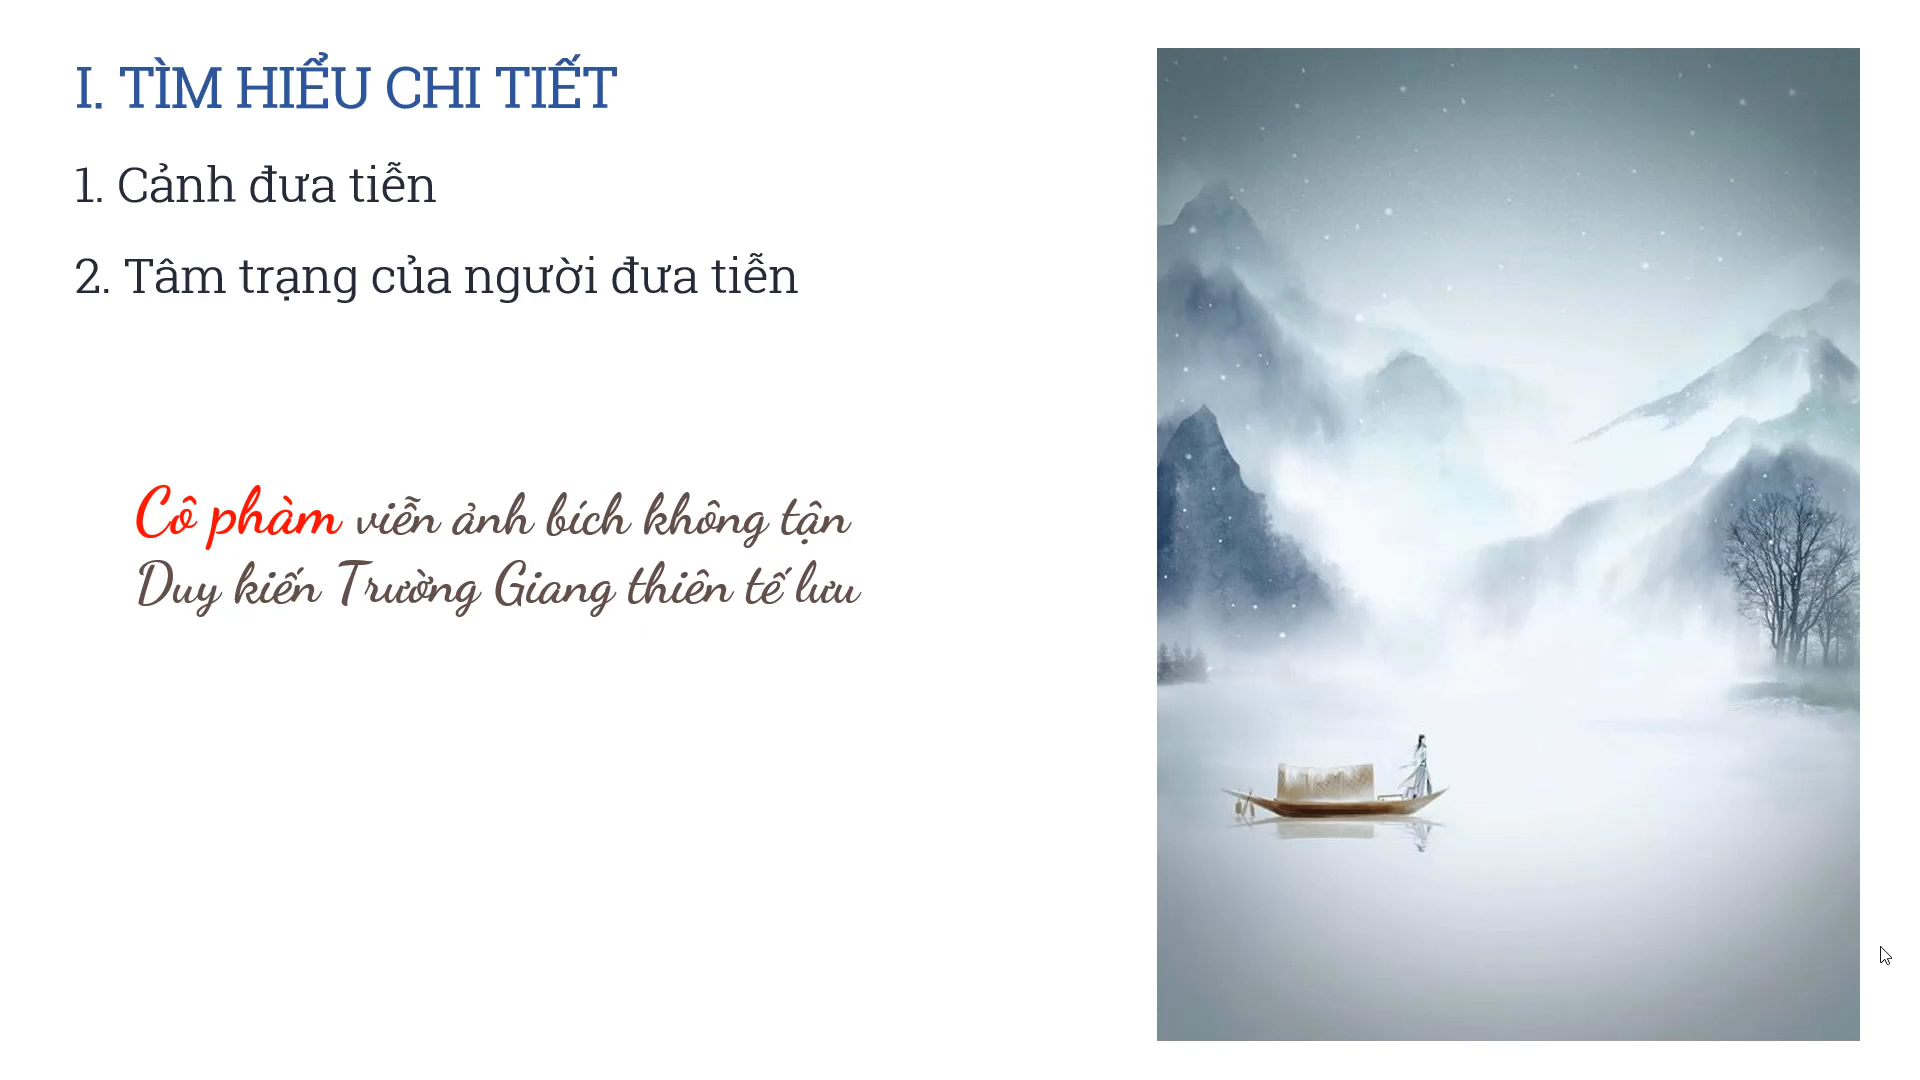 I. TÌM HIỂU CHI TIẾT
1. Cảnh đưa tiễn
2. Tâm trạng của người đưa tiễn
Cô phàm viễn ảnh bích không tận
Duy kiến Trường Giang thiên tế lưu